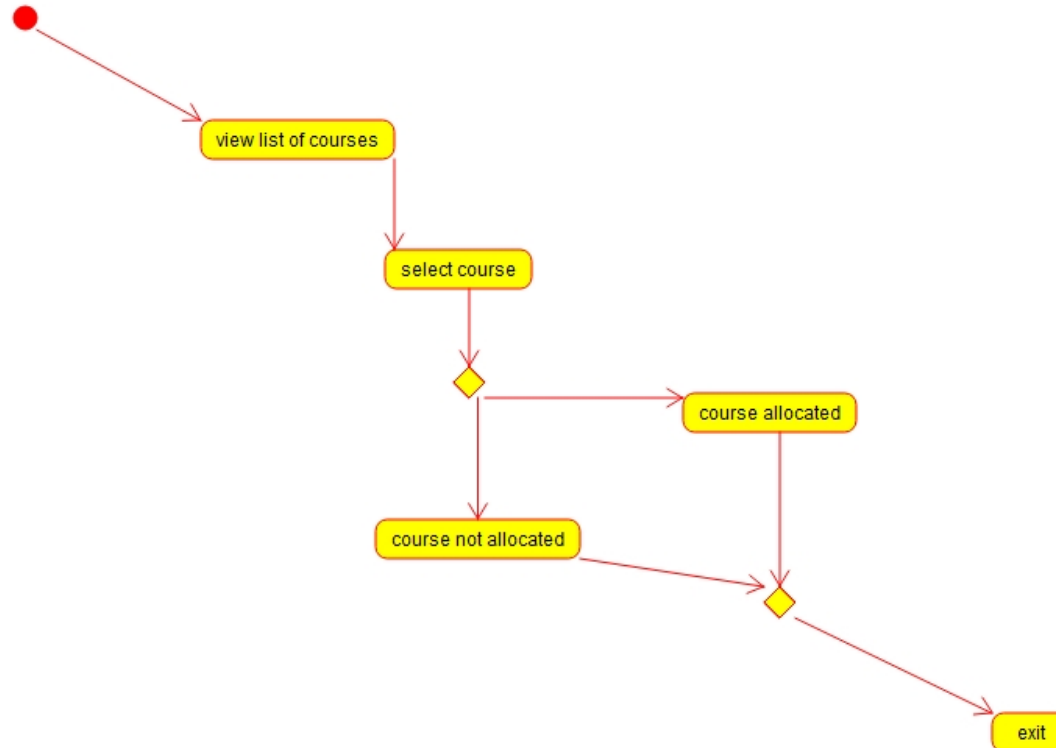 view list of courses
select course
course allocated
course not allocated
exit